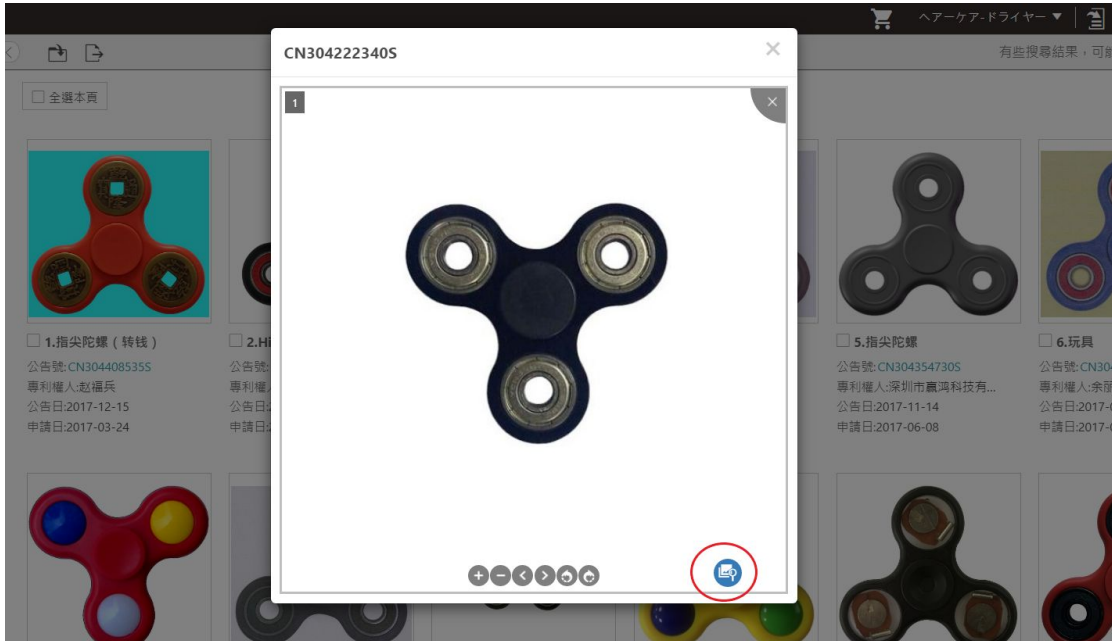 ヘアーケア-ドライヤー ▼
有些搜尋結果，可能
全選本頁
CN304222340S
1
1.指尖陀螺（转钱）
公告號:CN304408535S
專利權人:赵福兵
公告日:2017-12-15
申請日:2017-03-24
2.Hi
公告號:
專利權
公告日:
申請日:
5.指尖陀螺
公告號:CN304354730S
專利權人:深圳市赢鸿科技有...
公告日:2017-11-14
申請日:2017-06-08
6.玩具
公告號:CN304
專利權人:余
公告日:2017-
申請日:2017-